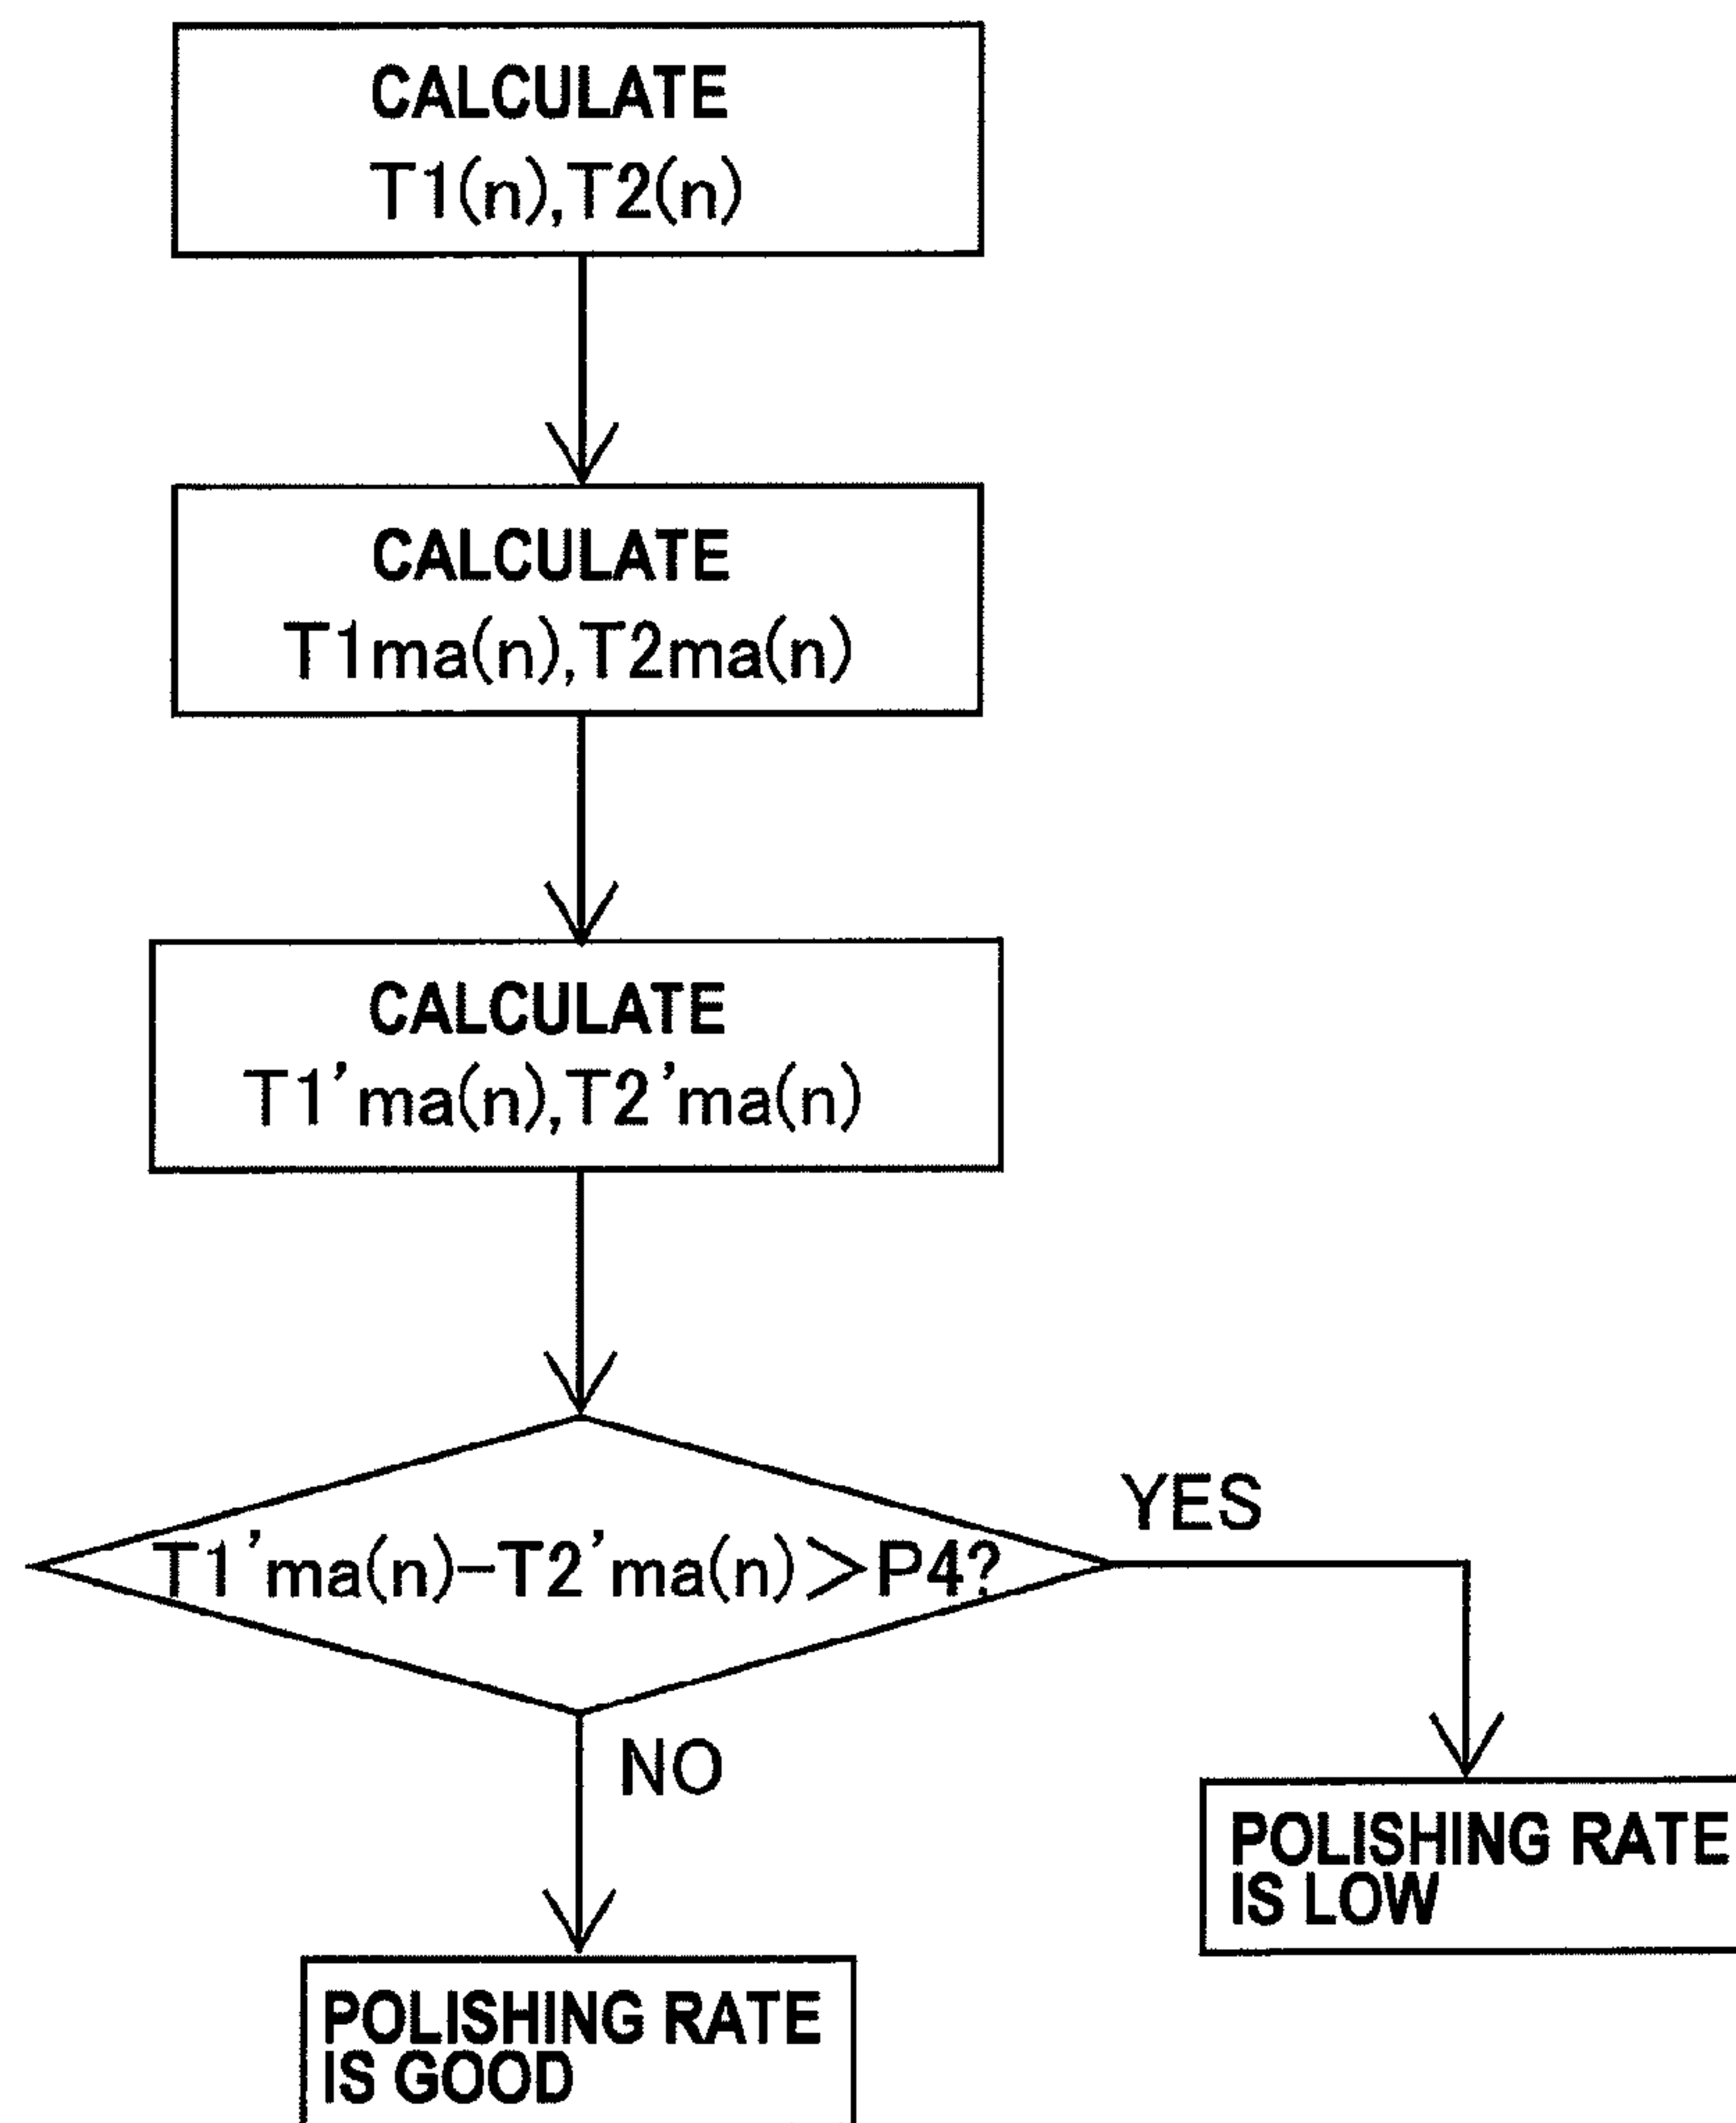 CALCULATE
T1(n),T2(n)
CALCULATE
T1ma(n),T2ma(n)
CALCULATE
T1'ma(n),T2'ma(n)
T1'ma(n)-T2'ma(n)>P4?
YES
NO
POLISHING RATE
IS LOW
POLISHING RATE
IS GOOD